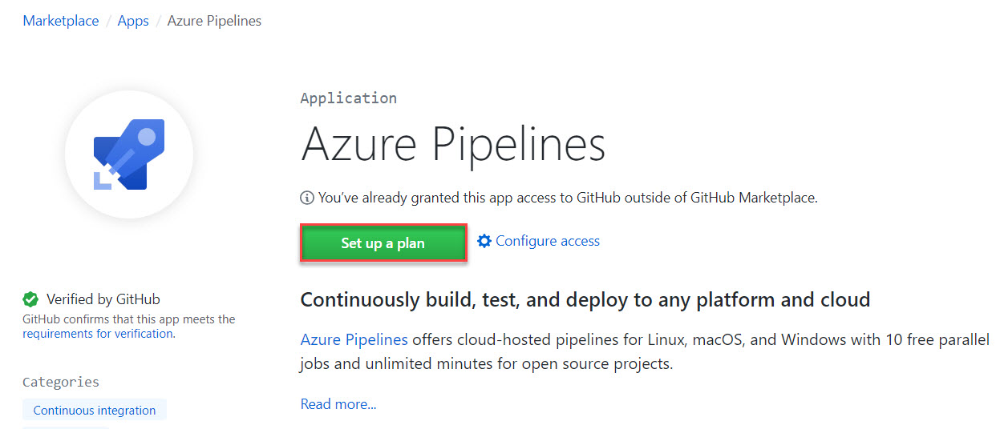 Marketplace / Apps / Azure Pipelines
Application
Azure Pipelines
You've already granted this app access to GitHub outside of GitHub Marketplace.
Set up a plan
Configure access
Verified by GitHub
GitHub confirms that this app meets the
requirements for verification.
Categories
Continuous integration
Continuously build, test, and deploy to any platform and cloud
Azure Pipelines offers cloud-hosted pipelines for Linux, macOS, and Windows with 10 free parallel
jobs and unlimited minutes for open source projects.
Read more...